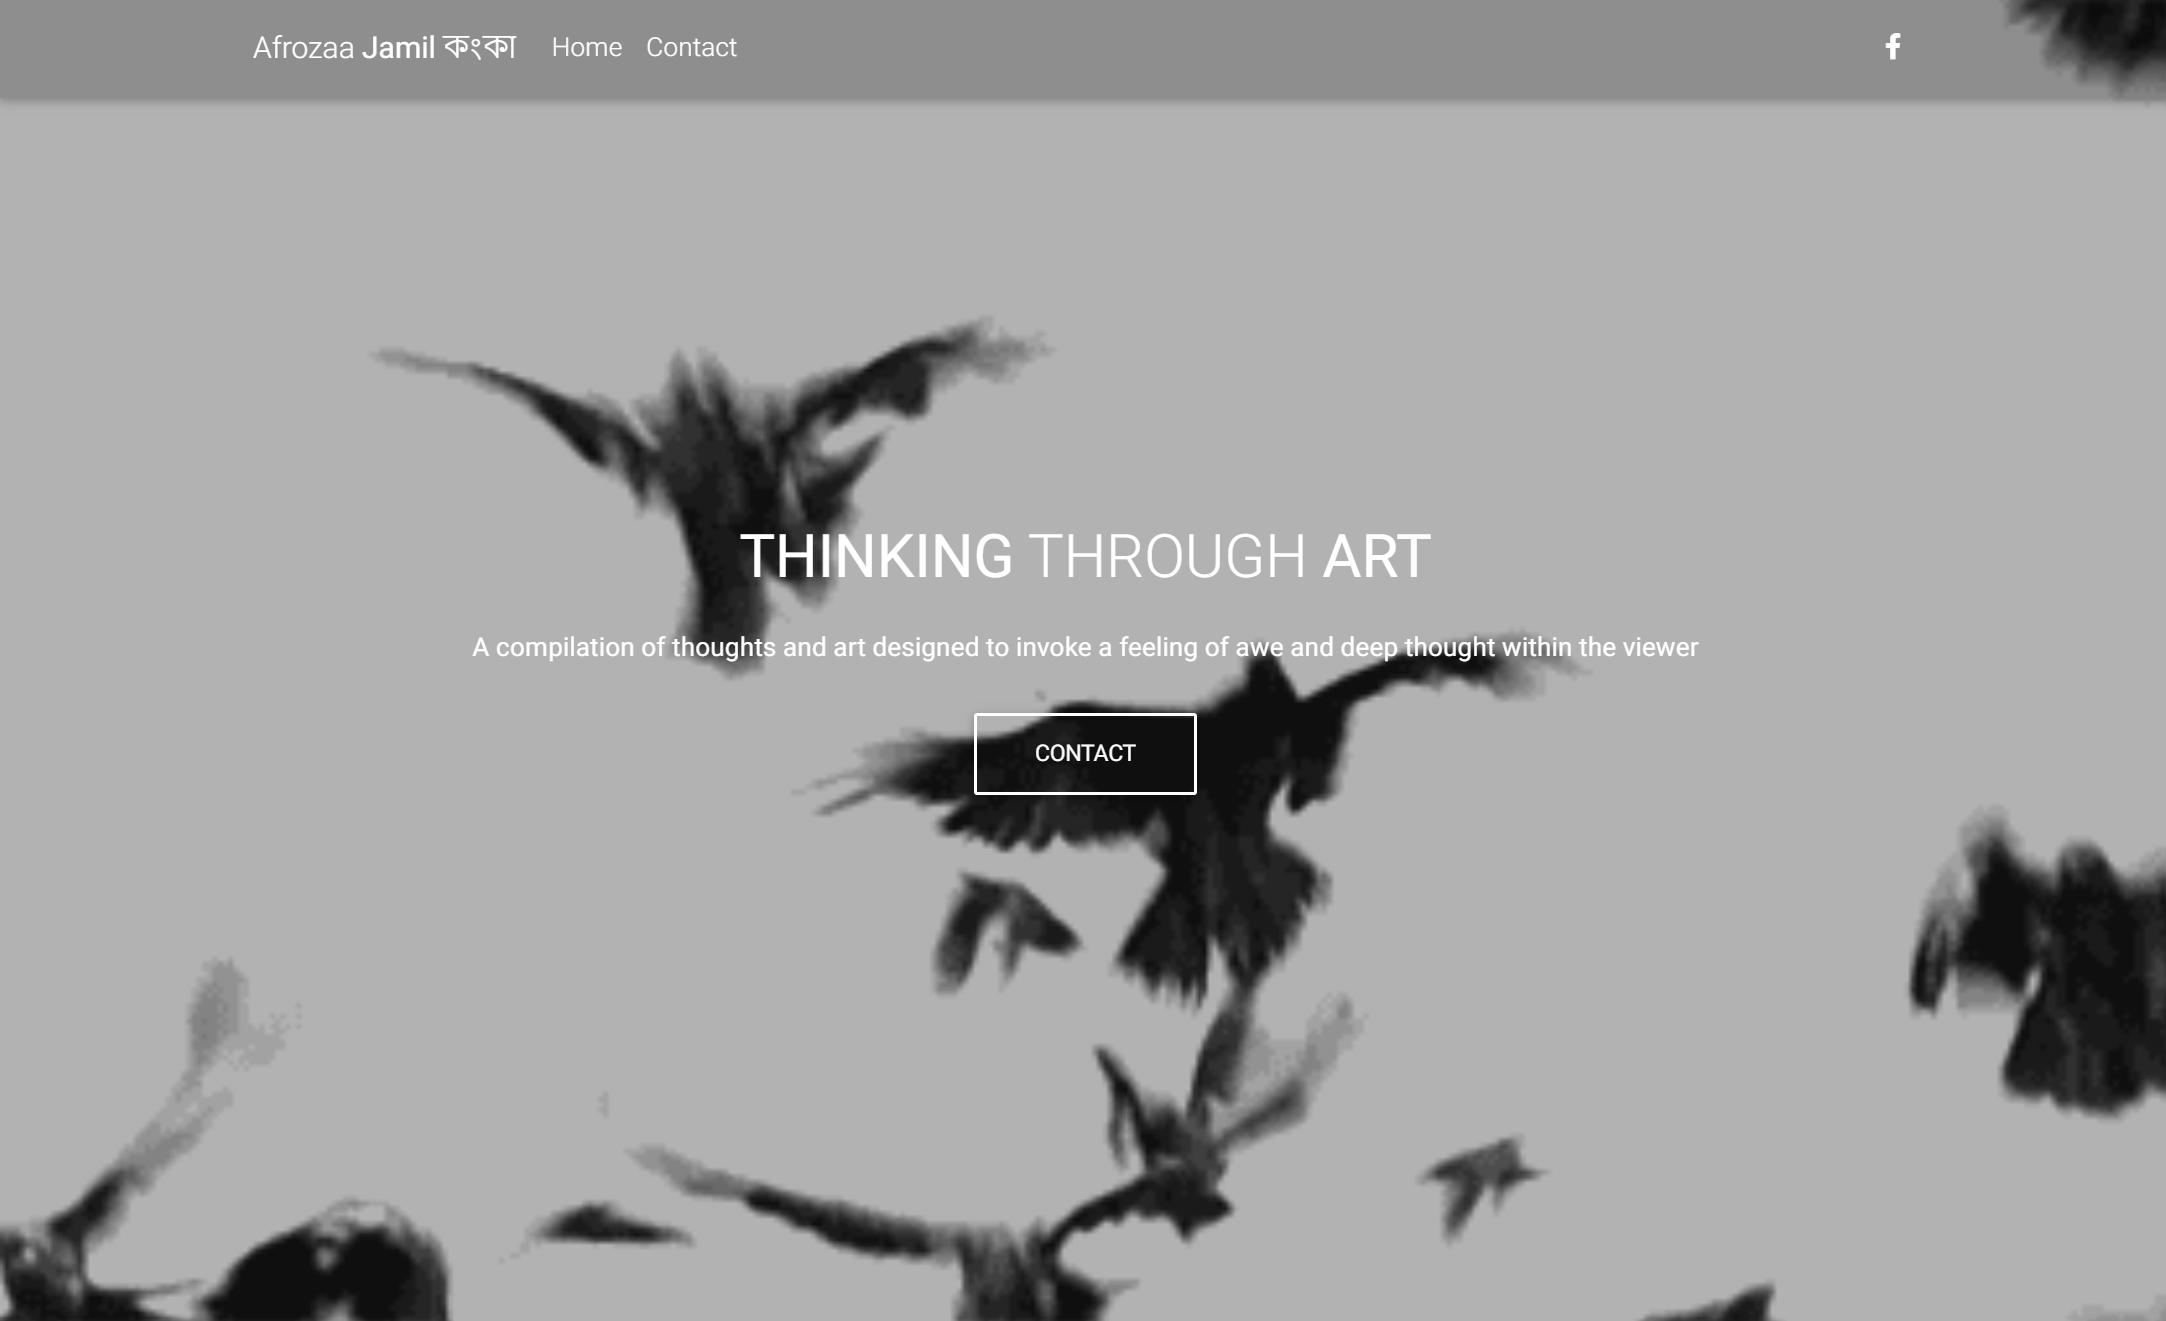 Afrozaa Jamil কংকা Home Contact
THINKING THROUGH ART
A compilation of thoughts and art designed to invoke a feeling of awe and deep thought within the viewer
CONTACT